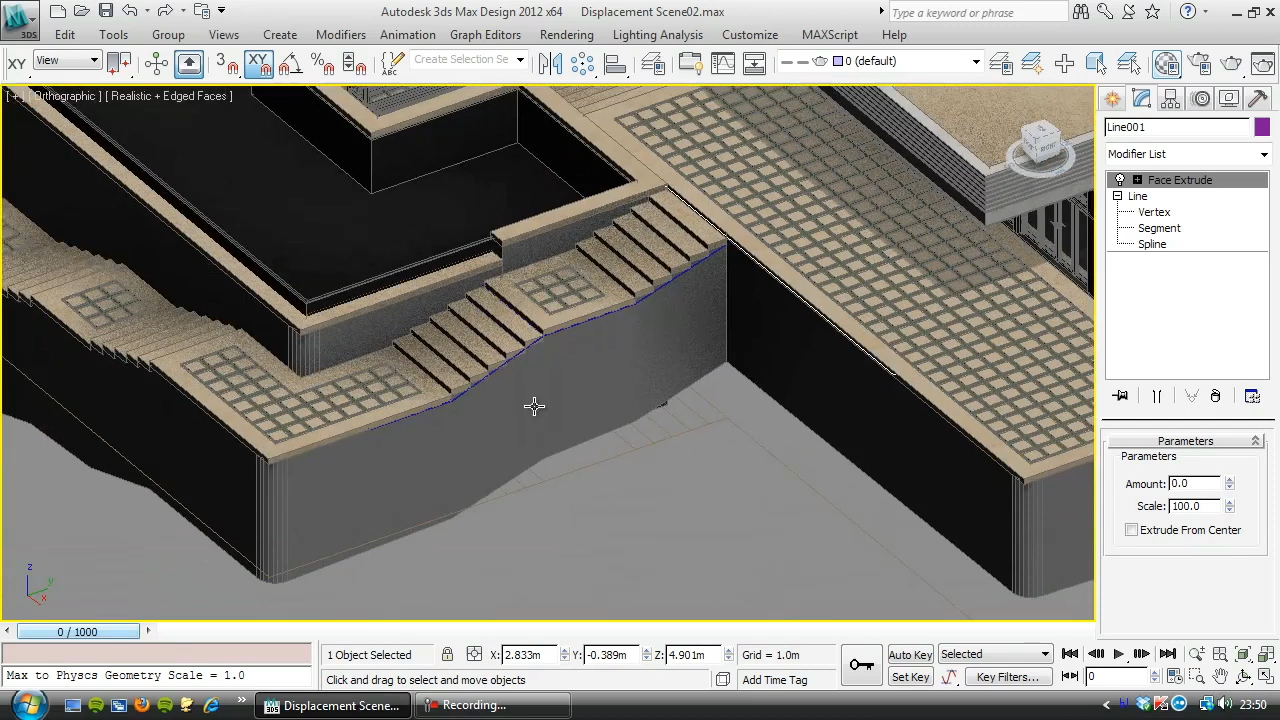 Autodesk 3ds Max Design 2012 x64 Displacement Scene02.max
Type a keyword or phrase
3DS
Edit Tools Group Views Create Modifiers Animation Graph Editors Rendering Lighting Analysis Customize MAXScript Help
XY View 3 XY % ABC Create Selection Se 0 (default)
[ + ] [ Orthographic ] [ Realistic + Edged Faces ]
RIGHT
Line001
Modifier List
Face Extrude
Line
Vertex
Segment
Spline
Parameters
Parameters
Amount: 0.0
Scale: 100.0
Extrude From Center
z
y
x
0 / 1000
1 Object Selected X: 2.833m Y: -0.389m Z: 4.901m Grid = 1.0m Auto Key Selected
Max to Physcs Geometry Scale = 1.0 Click and drag to select and move objects Add Time Tag Set Key Key Filters... 0
Displacement Scene... Recording... 23:50